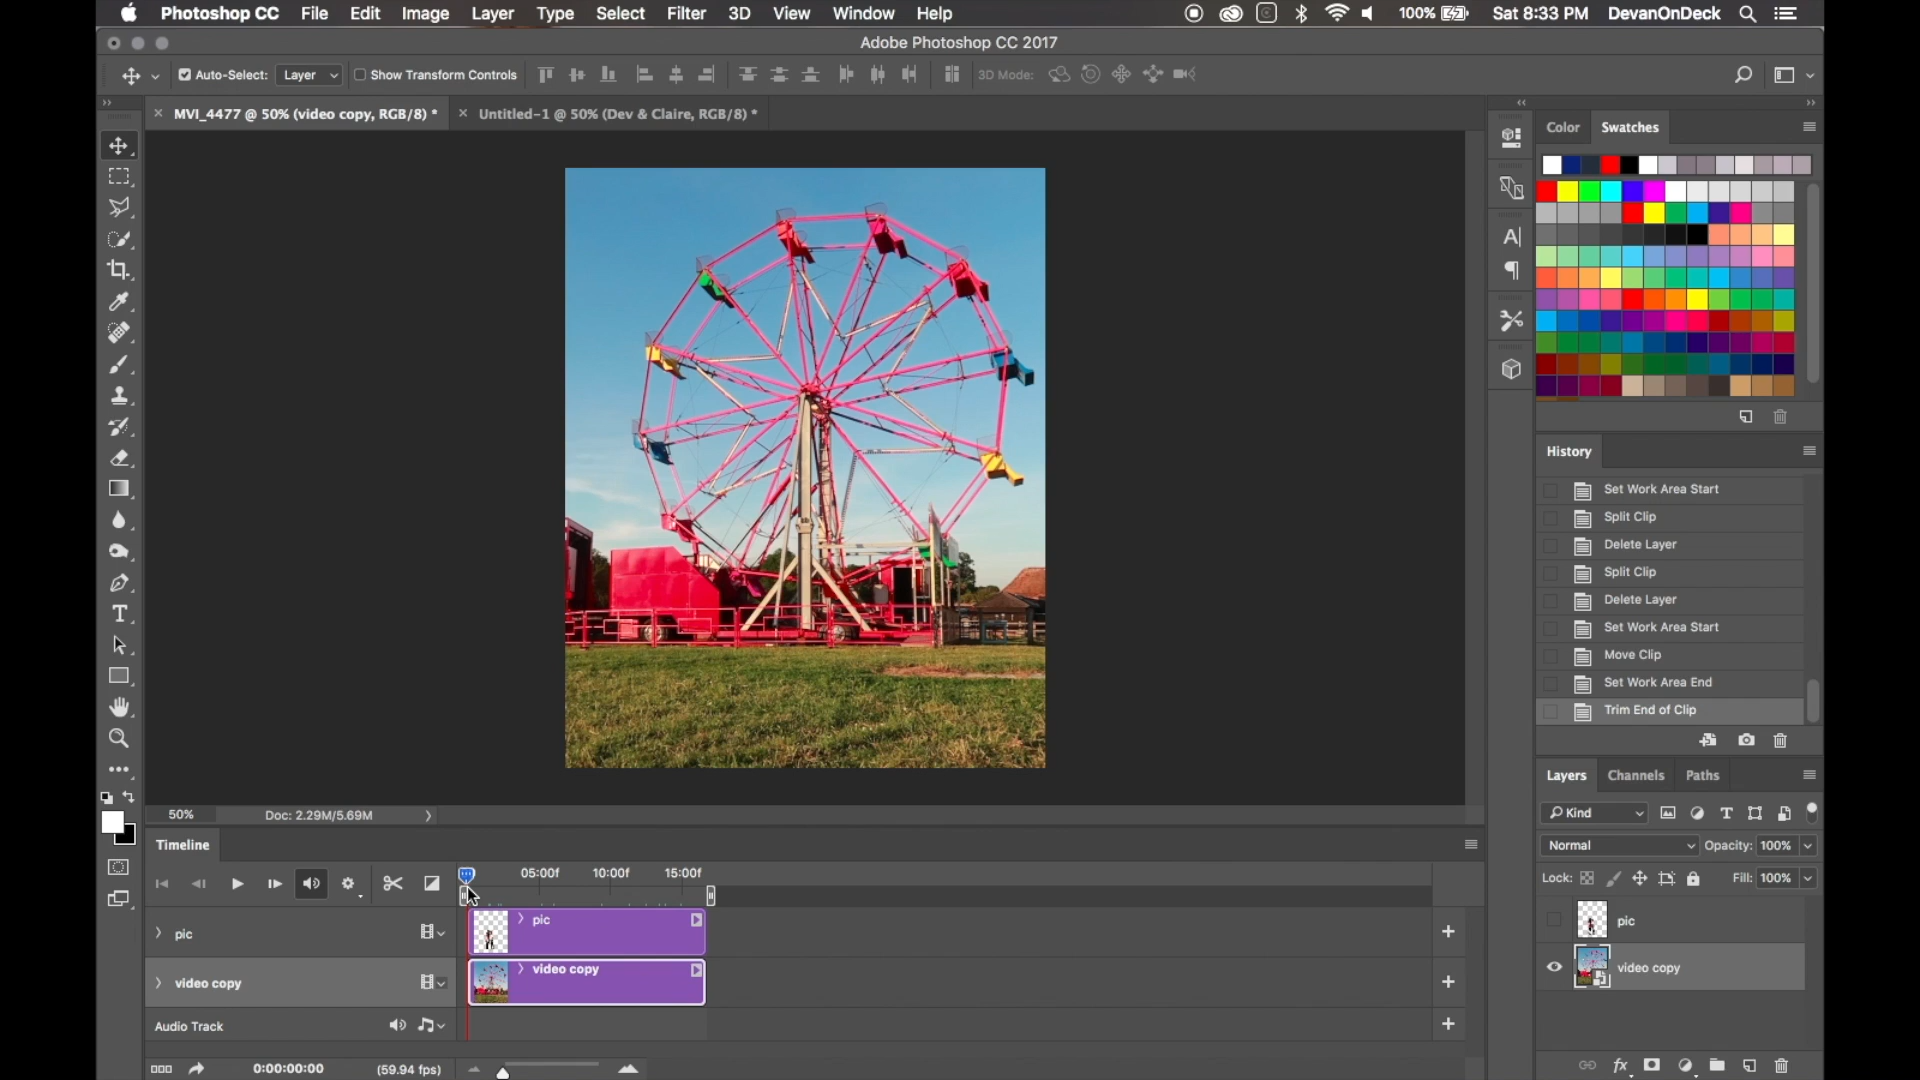 Photoshop CC File Edit Image Layer Type Select Filter 3D View Window Help 100% Sat 8:33 PM DevanOnDeck
Adobe Photoshop CC 2017
Auto-Select: Layer Show Transform Controls 3D Mode:
MVI_4477 @ 50% (video copy, RGB/8) * Untitled-1 @ 50% (Dev & Claire, RGB/8) *
Color Swatches
History
Set Work Area Start
Split Clip
Delete Layer
Split Clip
Delete Layer
Set Work Area Start
Move Clip
Set Work Area End
Trim End of Clip
Layers Channels Paths
Kind
Normal Opacity: 100%
Lock: Fill: 100%
pic
video copy
50% Doc: 2.29M/5.69M
Timeline
05:00f 10:00f 15:00f
pic pic
video copy video copy
Audio Track
0:00:00:00 (59.94 fps)